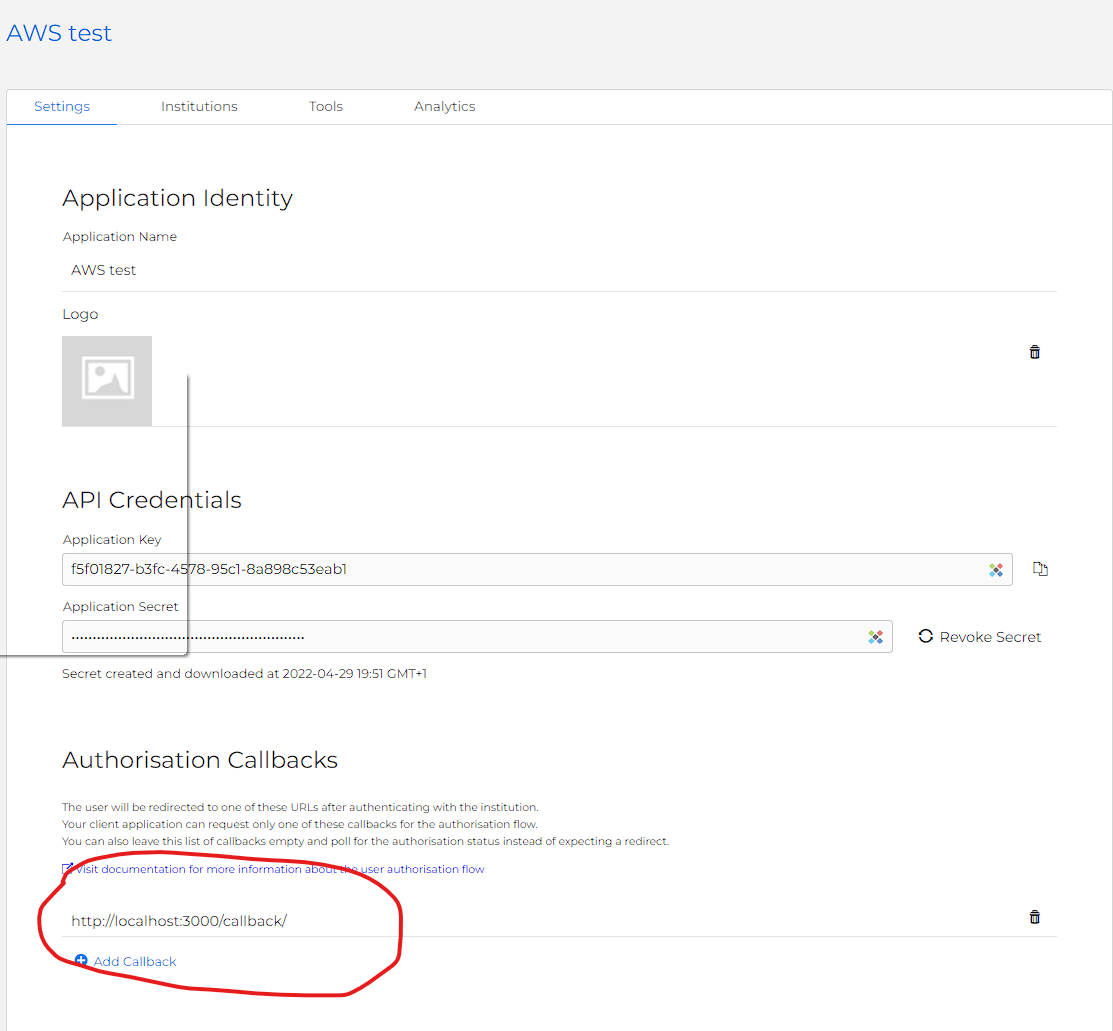 AWS test
Settings Institutions Tools Analytics
Application Identity
Application Name
AWS test
Logo
API Credentials
Application Key
f5f01827-b3fc-4578-95c1-8a898c53eab1
Application Secret
Revoke Secret
Secret created and downloaded at 2022-04-29 19:51 GMT+1
Authorisation Callbacks
The user will be redirected to one of these URLs after authenticating with the institution.
Your client application can request only one of these callbacks for the authorisation flow.
You can also leave this list of callbacks empty and poll for the authorisation status instead of expecting a redirect.
Visit documentation for more information about the user authorisation flow
http://localhost:3000/callback/
Add Callback